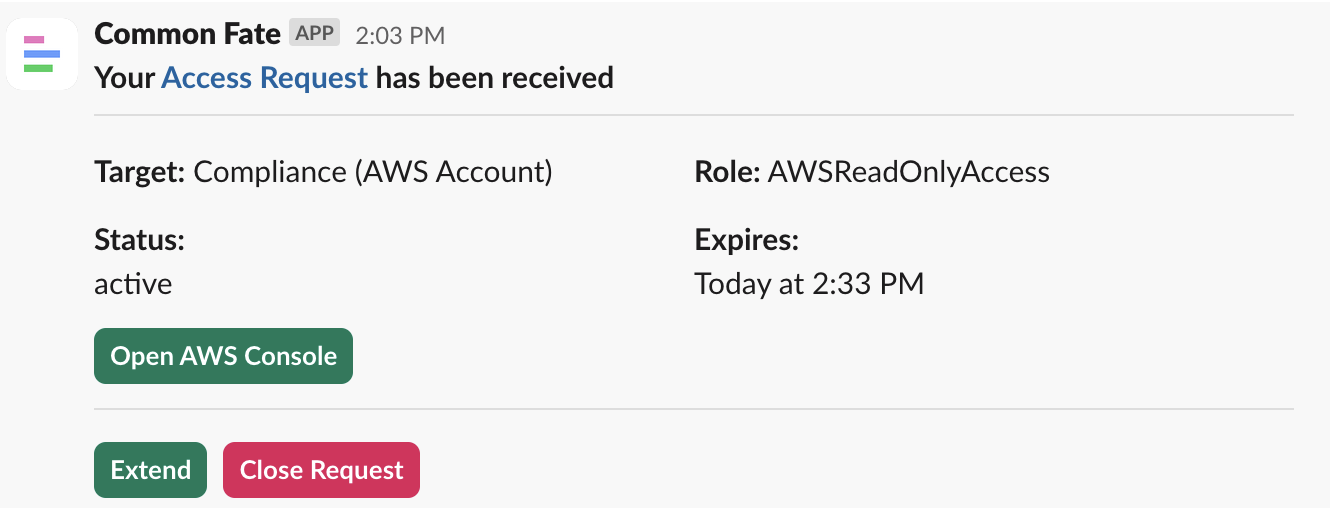 Common Fate APP 2:03 PM
Your Access Request has been received
Target: Compliance (AWS Account) Role: AWSReadOnlyAccess
Status: Expires:
active Today at 2:33 PM
Open AWS Console
Extend Close Request